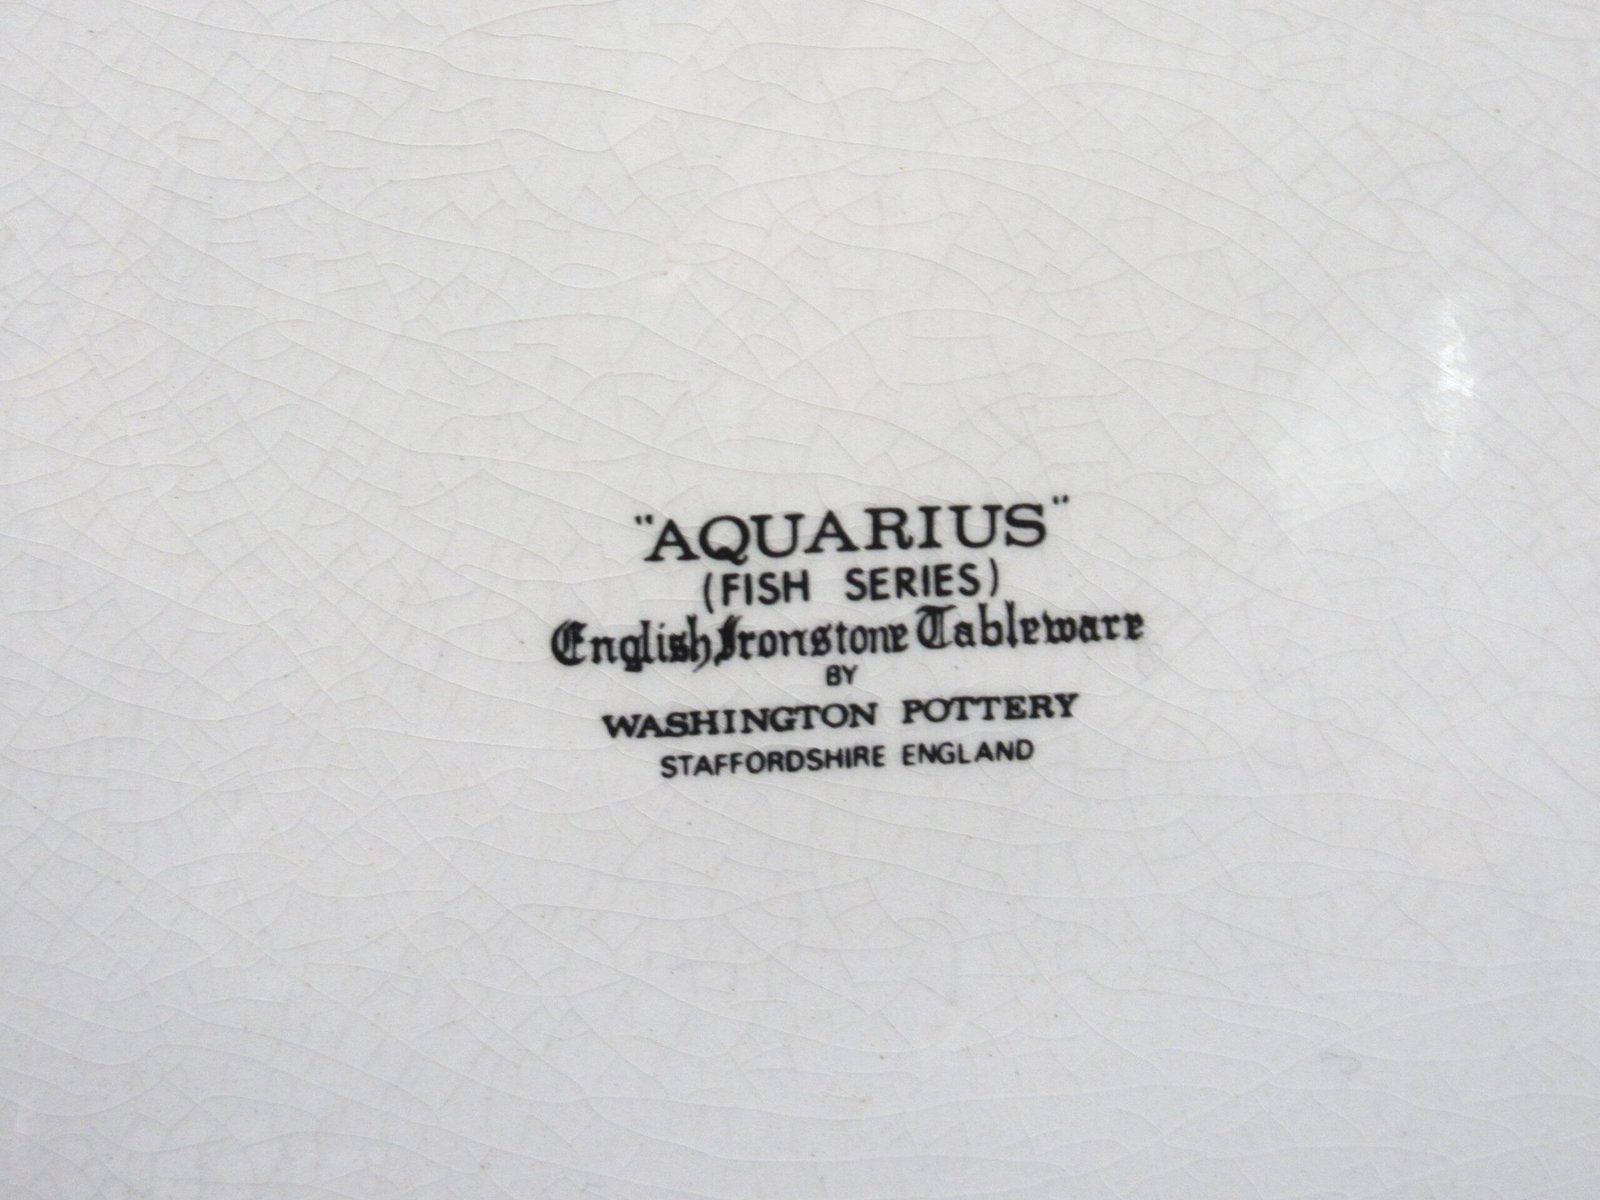 "AQUARIUS"
(FISH SERIES)
English Ironstone Tableware
BY
WASHINGTON POTTERY
STAFFORDSHIRE ENGLAND